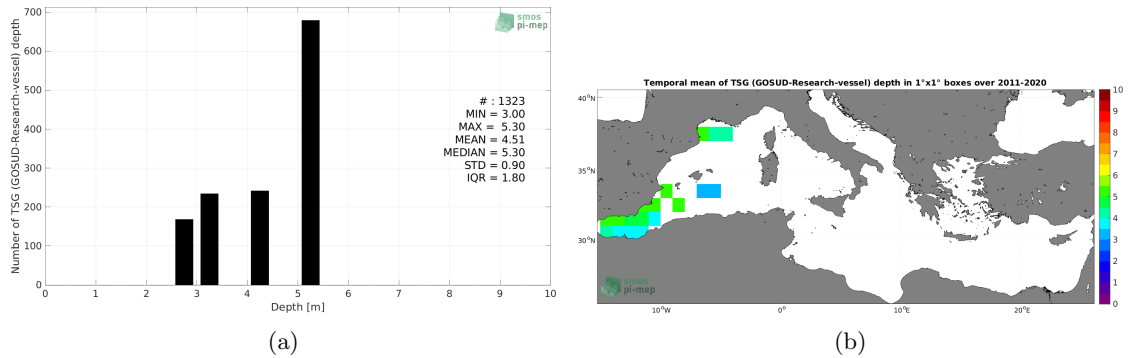 Number of TSG (GOSUD-Research-vessel) depth
700
600
500
400
300
200
100
0
smos
pi-mep
# : 1323
MIN = 3.00
MAX = 5.30
MEAN = 4.51
MEDIAN = 5.30
STD = 0.90
IQR = 1.80
0 1 2 3 4 5 6 7 8 9 10
Depth [m]
(a)
Temporal mean of TSG (GOSUD-Research-vessel) depth in 1°x1° boxes over 2011-2020
40°N
35°N
30°N
smos
pi-mep
10°W 0° 10°E 20°E
10
9
8
7
6
5
4
3
2
1
0
(b)